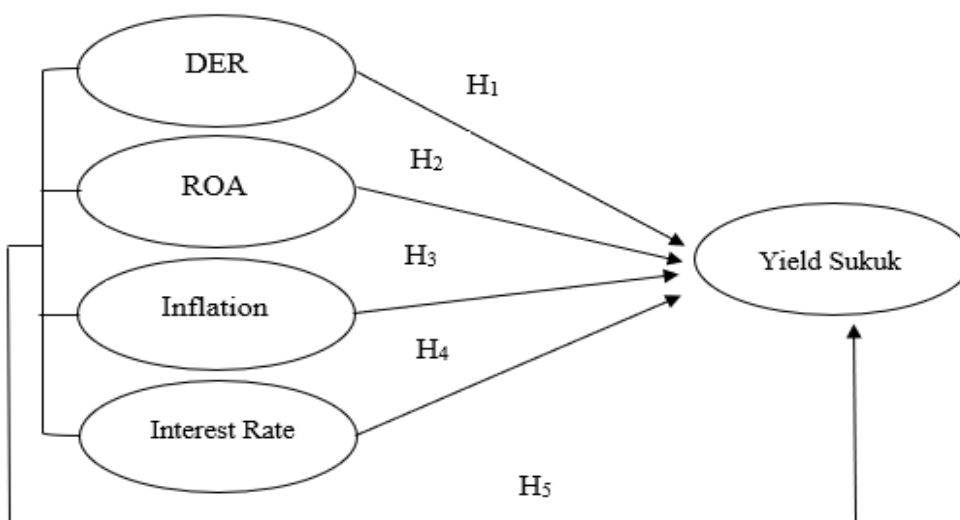 DER
H₁
H₂
ROA
H₃
Yield Sukuk
Inflation
H₄
Interest Rate
H₅